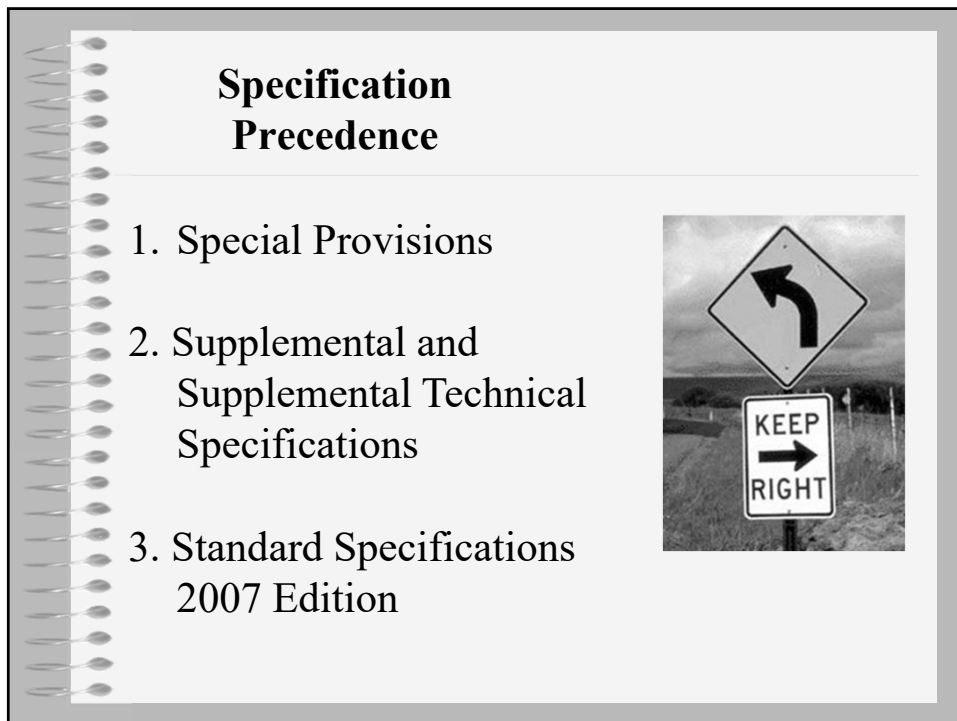 Specification
Precedence
1. Special Provisions
2. Supplemental and
Supplemental Technical
Specifications
3. Standard Specifications
2007 Edition
KEEP
RIGHT